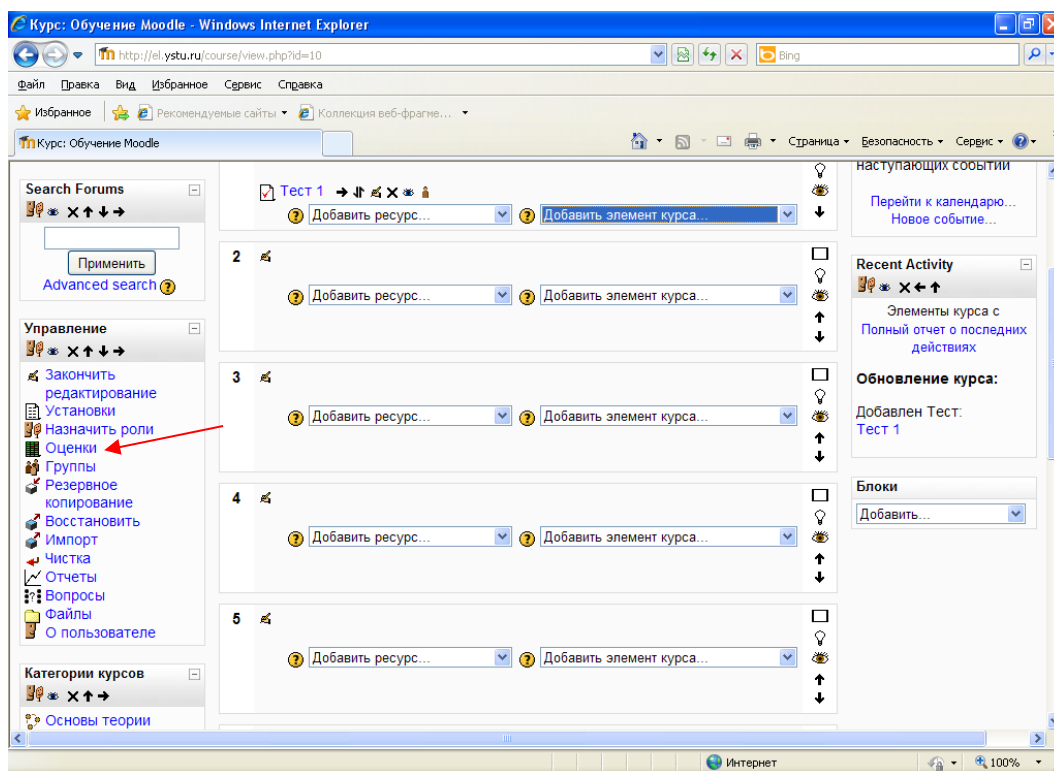 Курс: Обучение Moodle - Windows Internet Explorer
http://el.ystu.ru/course/view.php?id=10
Bing
Файл Правка Вид Избранное Сервис Справка
Избранное Рекомендуемые сайты Коллекция веб-фрагме...
Курс: Обучение Moodle
Страница Безопасность Сервис
Search Forums
Применить
Advanced search
Управление
Закончить
редактирование
Установки
Назначить роли
Оценки
Группы
Резервное
копирование
Восстановить
Импорт
Чистка
Отчеты
Вопросы
Файлы
О пользователе
Категории курсов
Основы теории
Тест 1
Добавить ресурс... Добавить элемент курса...
2
Добавить ресурс... Добавить элемент курса...
3
Добавить ресурс... Добавить элемент курса...
4
Добавить ресурс... Добавить элемент курса...
5
Добавить ресурс... Добавить элемент курса...
наступающих событий
Перейти к календарю...
Новое событие...
Recent Activity
Элементы курса с
Полный отчет о последних
действиях
Обновление курса:
Добавлен Тест:
Тест 1
Блоки
Добавить...
Интернет
100%